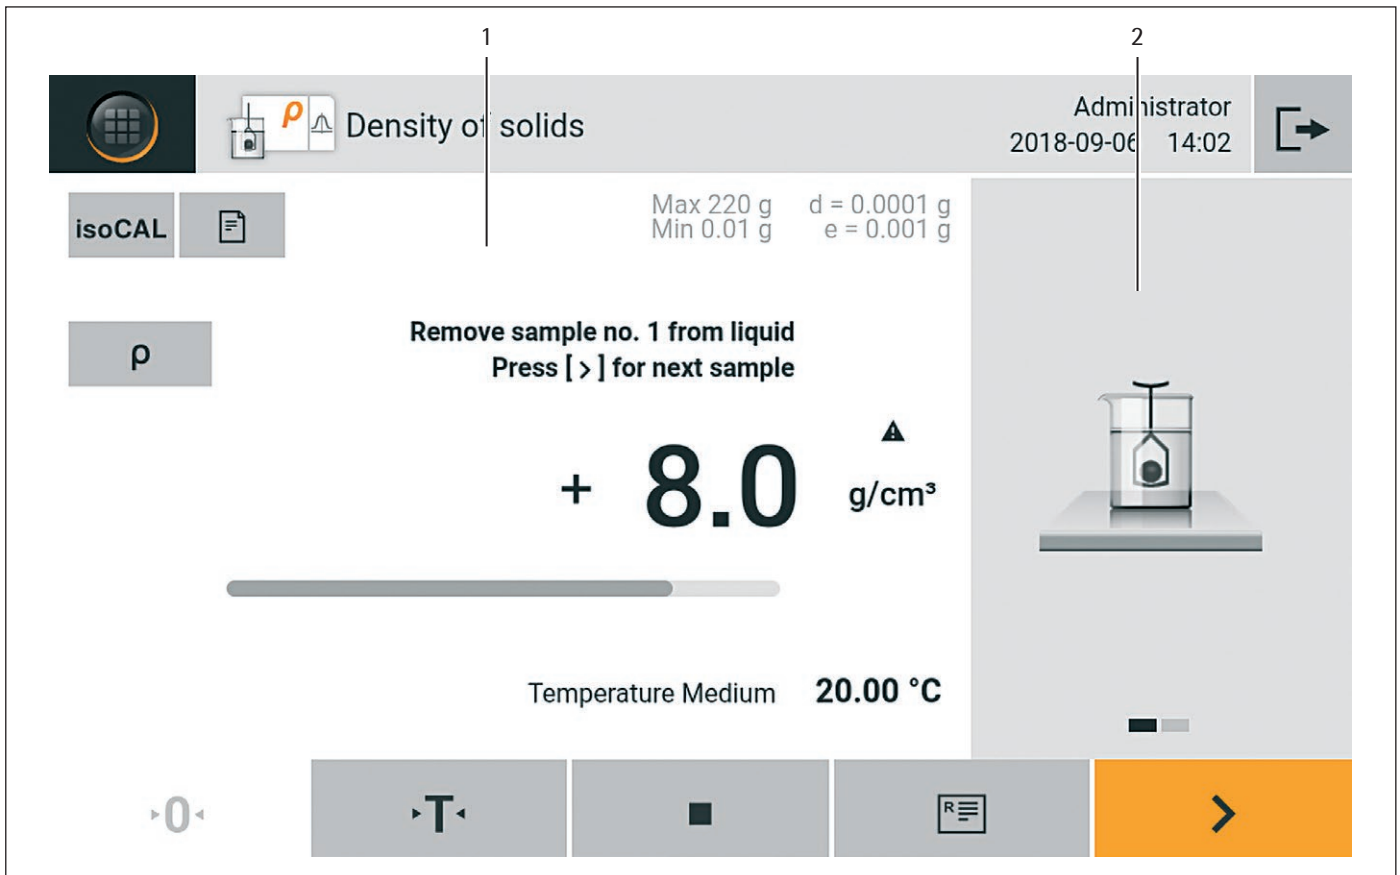 1
2
ρ
Density of solids
Administrator
2018-09-06 14:02
isoCAL
Max 220 g d = 0.0001 g
Min 0.01 g e = 0.001 g
ρ
Remove sample no. 1 from liquid
Press [ > ] for next sample
+ 8.0 g/cm³
Temperature Medium 20.00 °C
0
T
R